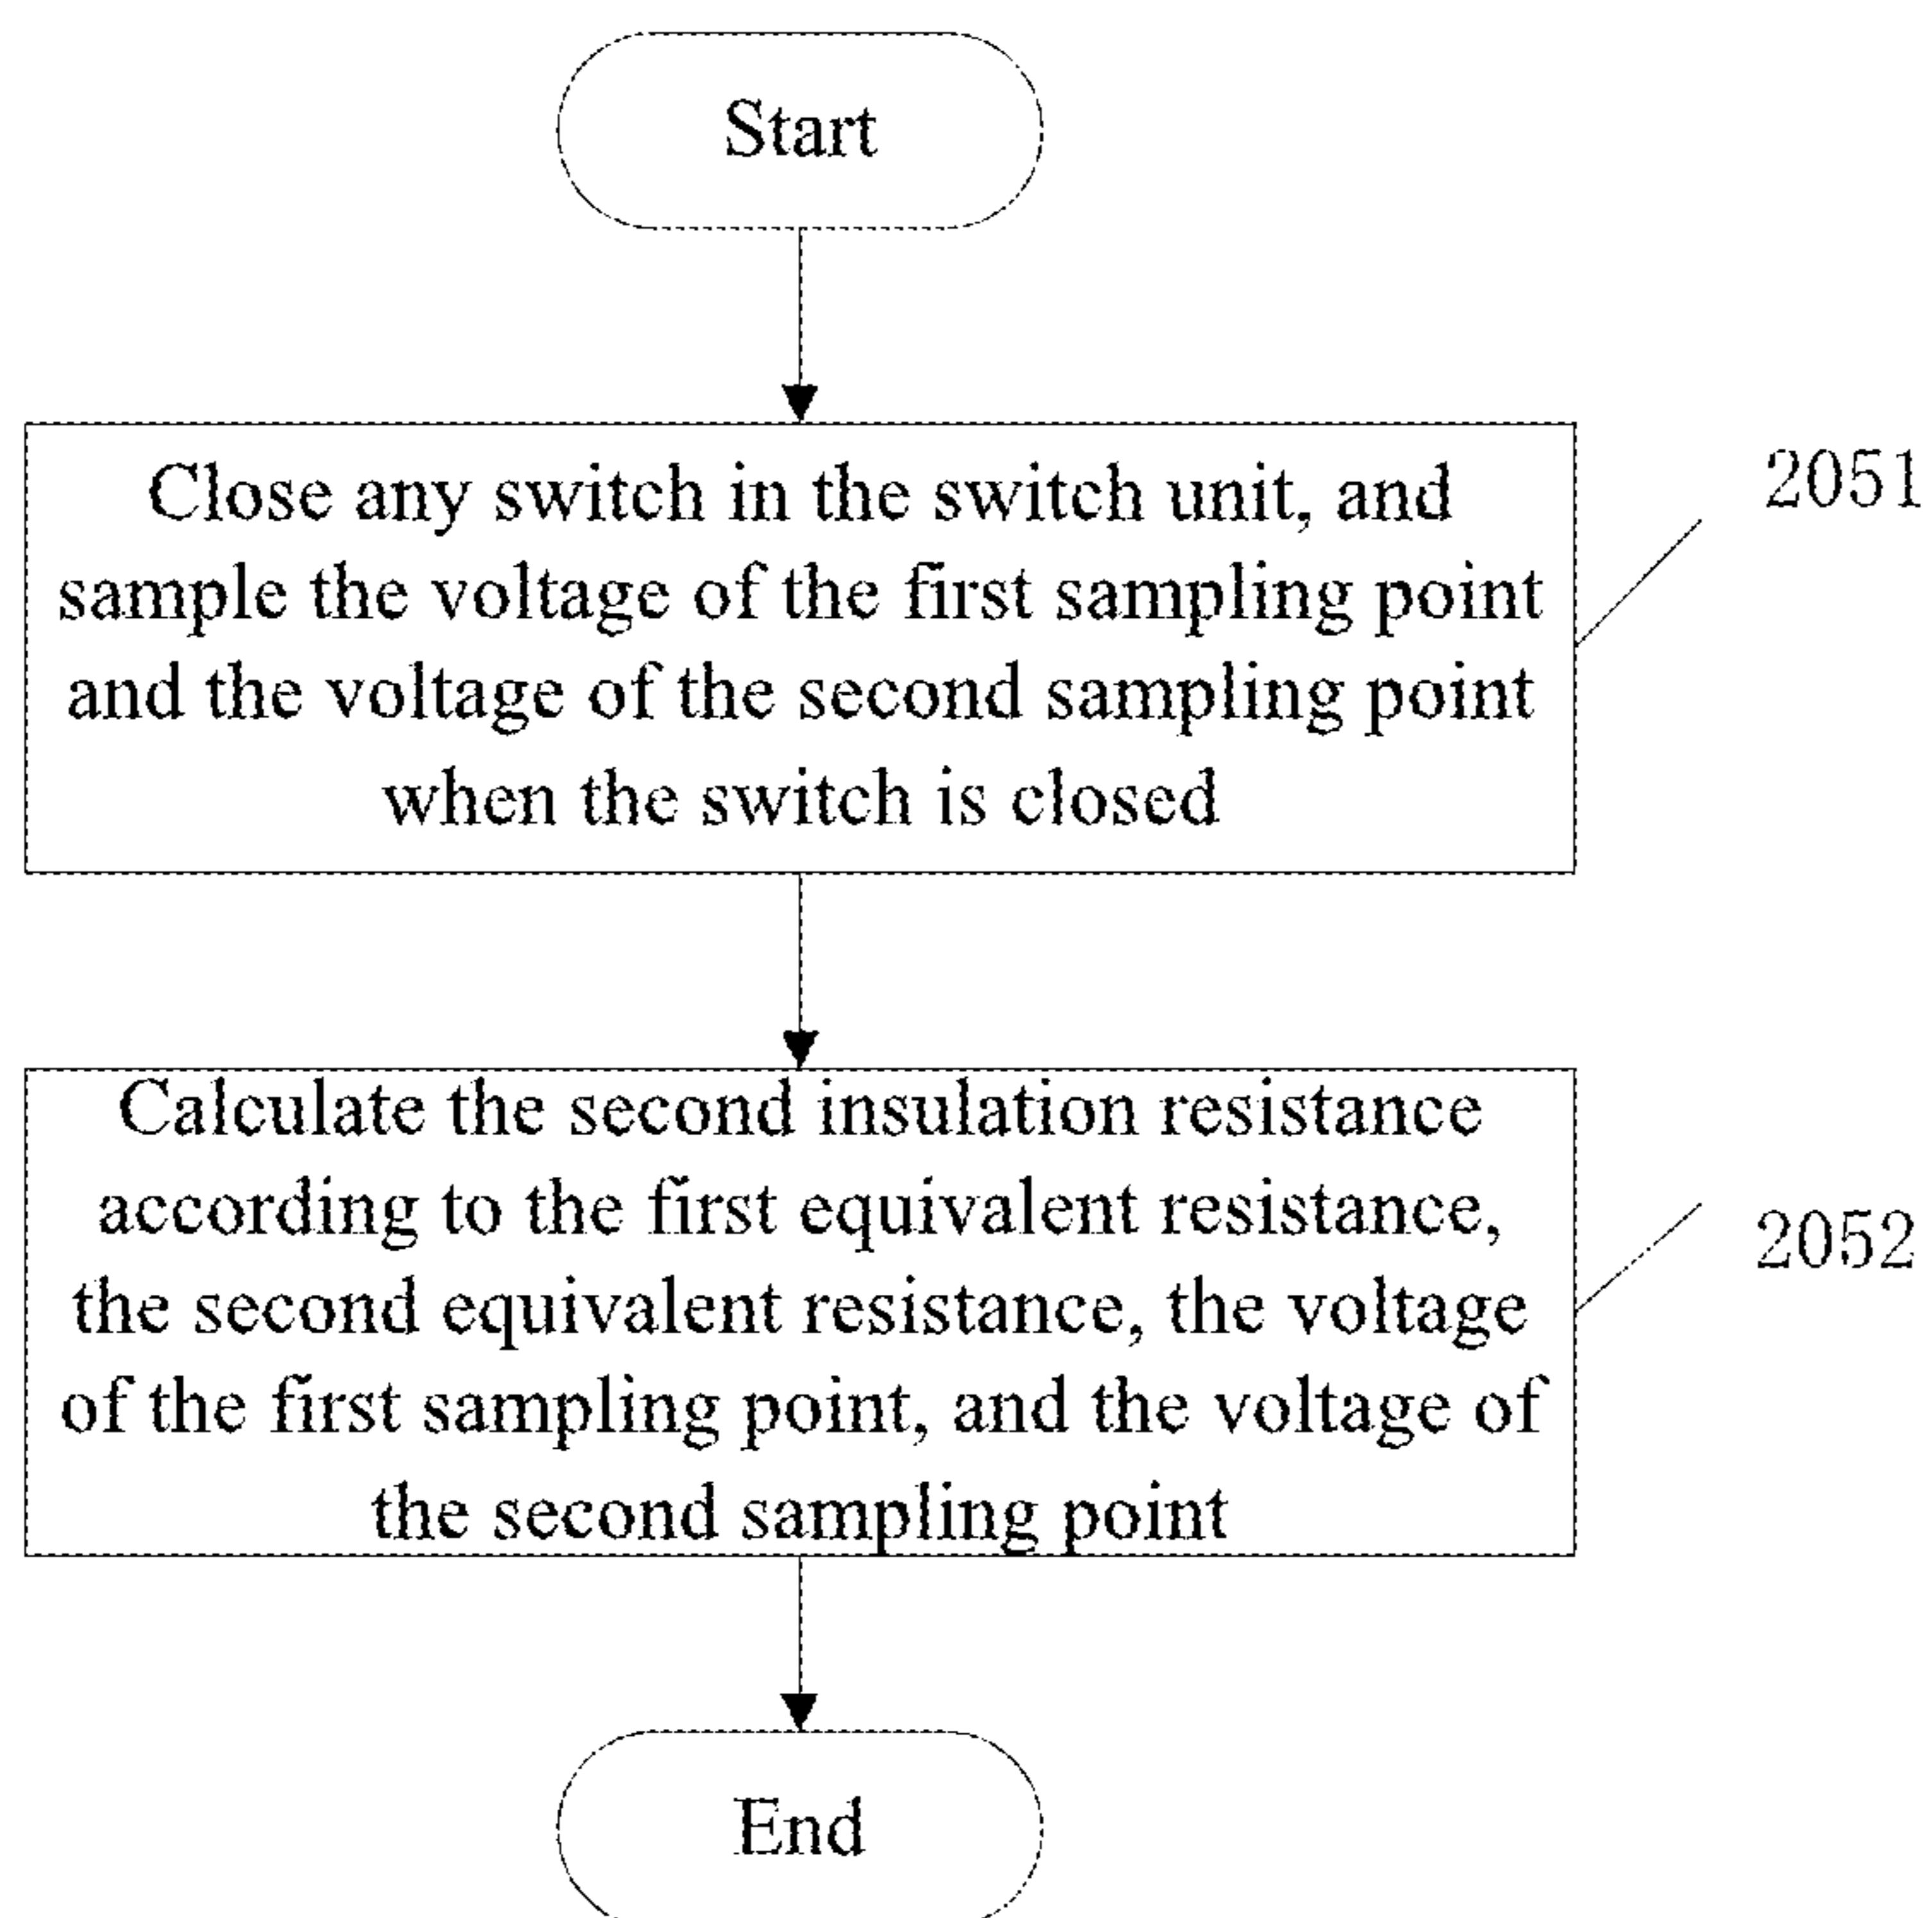 Start
Close any switch in the switch unit, and
sample the voltage of the first sampling point
and the voltage of the second sampling point
when the switch is closed
2051
Calculate the second insulation resistance
according to the first equivalent resistance,
the second equivalent resistance, the voltage
of the first sampling point, and the voltage of
the second sampling point
2052
End